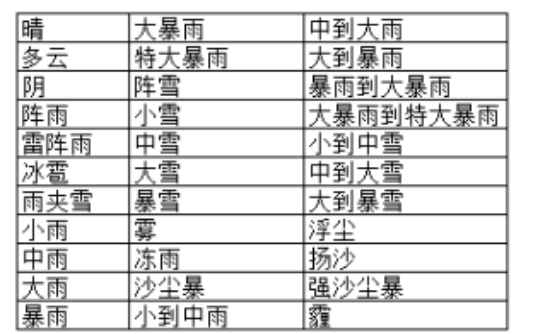 晴 大暴雨 中到大雨
多云 特大暴雨 大到暴雨
阴 阵雪 暴雨到大暴雨
阵雨 小雪 大暴雨到特大暴雨
雷阵雨 中雪 小到中雪
冰雹 大雪 中到大雪
雨夹雪 暴雪 大到暴雪
小雨 雾 浮尘
中雨 冻雨 扬沙
大雨 沙尘暴 强沙尘暴
暴雨 小到中雨 霾